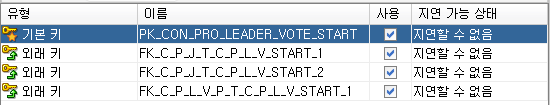 유형 이름 사용 지연 가능 상태
기본 키 PK_CON_PRO_LEADER_VOTE_START 지연할 수 없음
외래 키 FK_C_P_J_T_C_P_L_V_START_1 지연할 수 없음
외래 키 FK_C_P_J_T_C_P_L_V_START_2 지연할 수 없음
외래 키 FK_C_P_L_V_P_T_C_P_L_V_START_1 지연할 수 없음